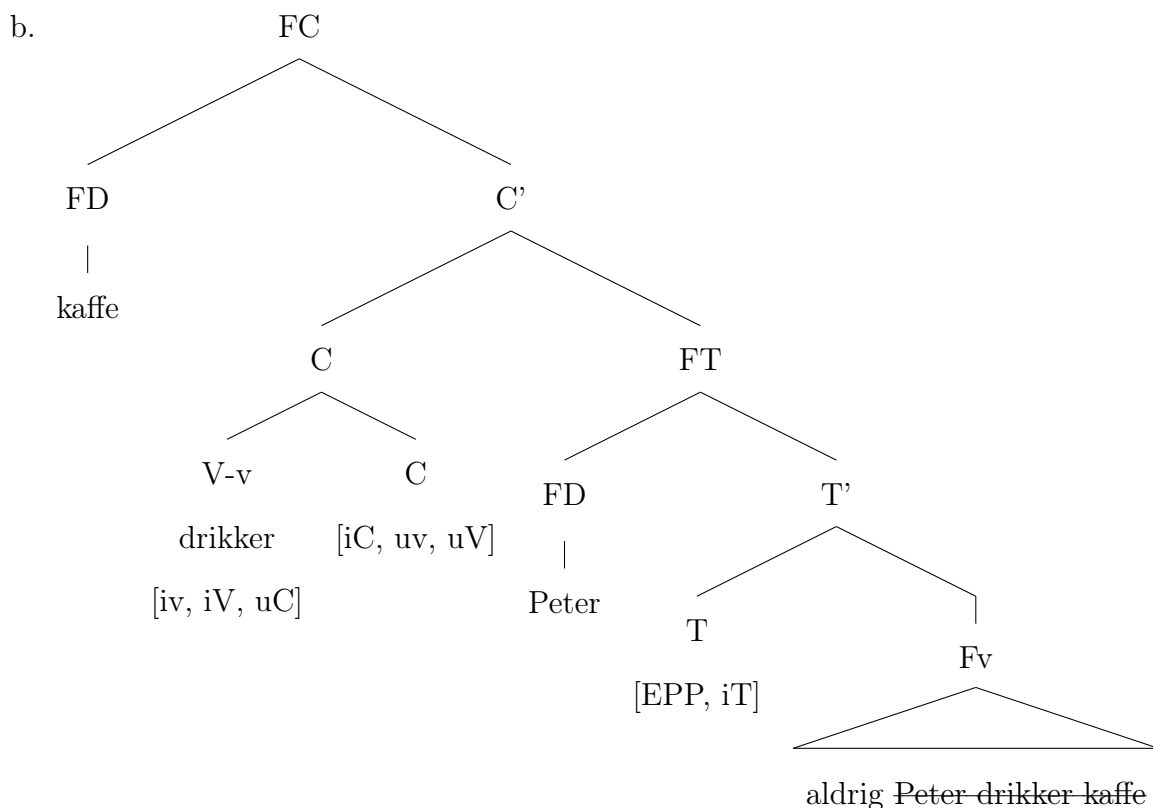 b.
FC
FD C'
kaffe
C FT
V-v C
drikker [iC, uv, uV]
[iv, iV, uC]
FD T'
Peter
T
[EPP, iT]
Fv
aldrig Peter drikker kaffe